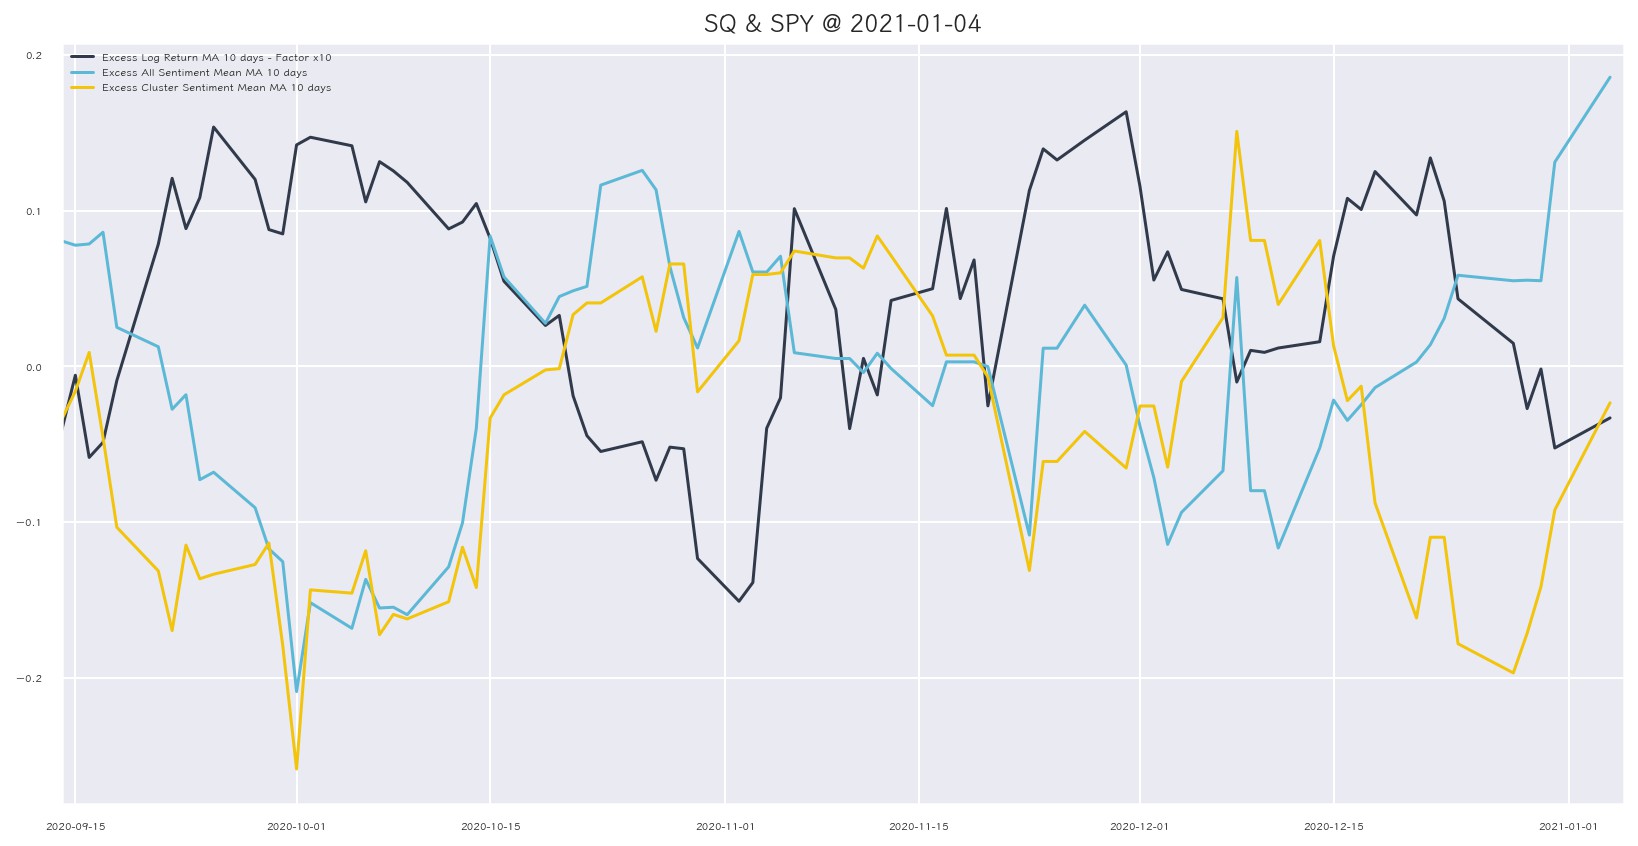 SQ & SPY @ 2021-01-04
0.2
Excess Log Return MA 10 days - Factor x10
Excess All Sentiment Mean MA 10 days
Excess Cluster Sentiment Mean MA 10 days
0.1
0.0
−0.1
−0.2
2020-09-15 2020-10-01 2020-10-15 2020-11-01 2020-11-15 2020-12-01 2020-12-15 2021-01-01